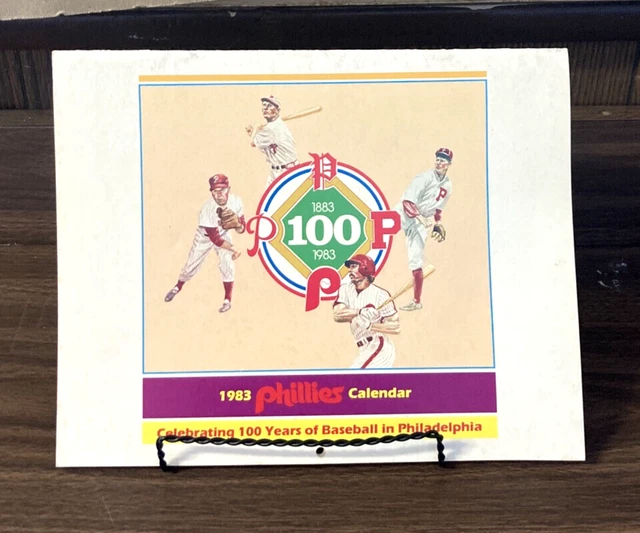 P
1883
P 100 P
1983
P
1983 Phillies Calendar
Celebrating 100 Years of Baseball in Philadelphia